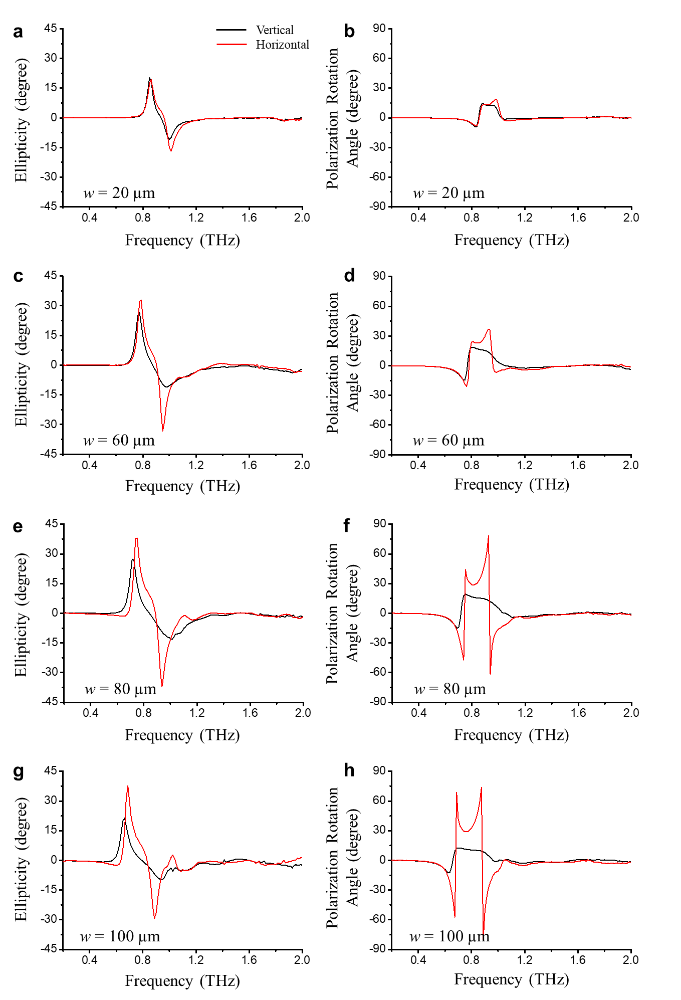 a
45
30
15
0
-15
-30
-45
Ellipticity (degree)
Vertical
Horizontal
w = 20 µm
0.4 0.8 1.2 1.6 2.0
Frequency (THz)
b
90
60
30
0
-30
-60
-90
Polarization Rotation
Angle (degree)
w = 20 µm
0.4 0.8 1.2 1.6 2.0
Frequency (THz)
c
45
30
15
0
-15
-30
-45
Ellipticity (degree)
w = 60 µm
0.4 0.8 1.2 1.6 2.0
Frequency (THz)
d
90
60
30
0
-30
-60
-90
Polarization Rotation
Angle (degree)
w = 60 µm
0.4 0.8 1.2 1.6 2.0
Frequency (THz)
e
45
30
15
0
-15
-30
-45
Ellipticity (degree)
w = 80 µm
0.4 0.8 1.2 1.6 2.0
Frequency (THz)
f
90
60
30
0
-30
-60
-90
Polarization Rotation
Angle (degree)
w = 80 µm
0.4 0.8 1.2 1.6 2.0
Frequency (THz)
g
45
30
15
0
-15
-30
-45
Ellipticity (degree)
w = 100 µm
0.4 0.8 1.2 1.6 2.0
Frequency (THz)
h
90
60
30
0
-30
-60
-90
Polarization Rotation
Angle (degree)
w = 100 µm
0.4 0.8 1.2 1.6 2.0
Frequency (THz)